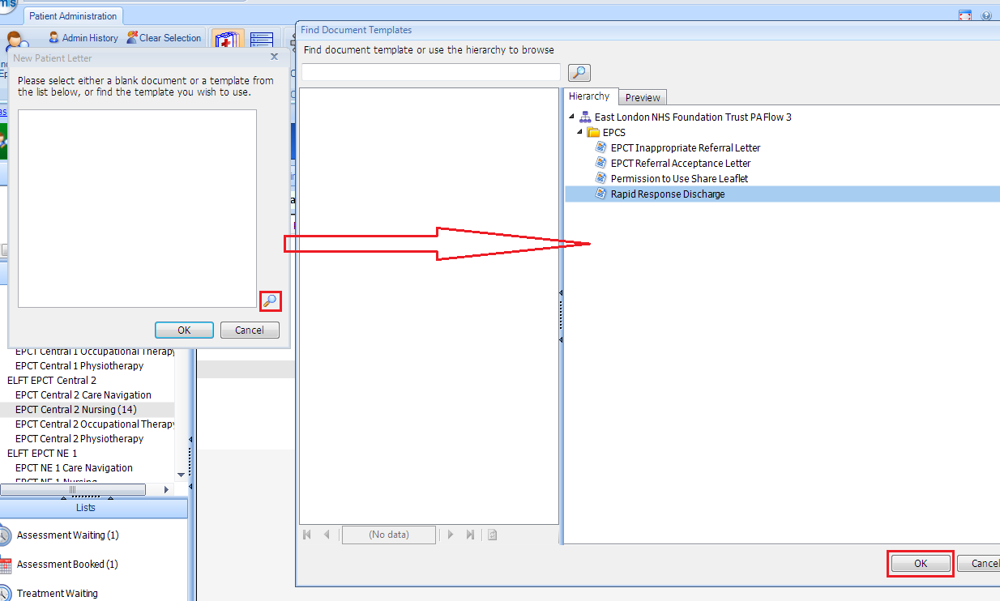 Patient Administration
Admin History
Clear Selection
New Patient Letter
Please select either a blank document or a template from
the list below, or find the template you wish to use.
OK
Cancel
Find Document Templates
Find document template or use the hierarchy to browse
Hierarchy
Preview
East London NHS Foundation Trust PA Flow 3
EPCS
EPCT Inappropriate Referral Letter
EPCT Referral Acceptance Letter
Permission to Use Share Leaflet
Rapid Response Discharge
(No data)
OK
Cancel
EPCT Central 1 Occupational Therapy
EPCT Central 1 Physiotherapy
ELFT EPCT Central 2
EPCT Central 2 Care Navigation
EPCT Central 2 Nursing (14)
EPCT Central 2 Occupational Therapy
EPCT Central 2 Physiotherapy
ELFT EPCT NE 1
EPCT NE 1 Care Navigation
EPCT NE 1 Nursing
Lists
Assessment Waiting (1)
Assessment Booked (1)
Treatment Waiting